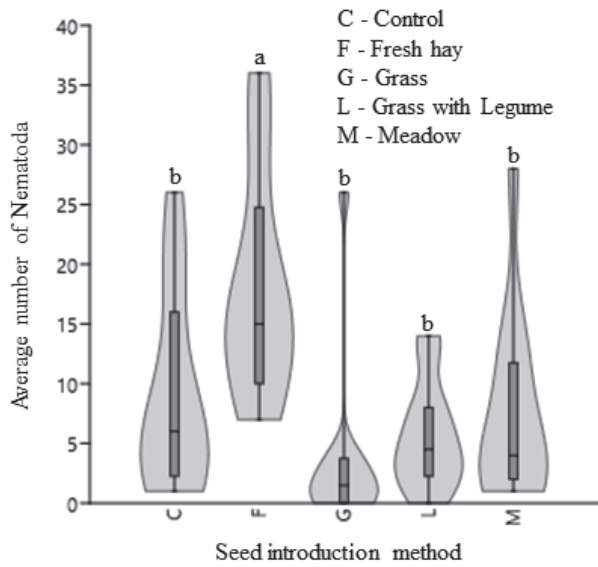 C - Control
F - Fresh hay
G - Grass
L - Grass with Legume
M - Meadow
40
35
30
25
20
15
10
5
0
Average number of Nematoda
b
a
b
b
b
C
F
G
L
M
Seed introduction method